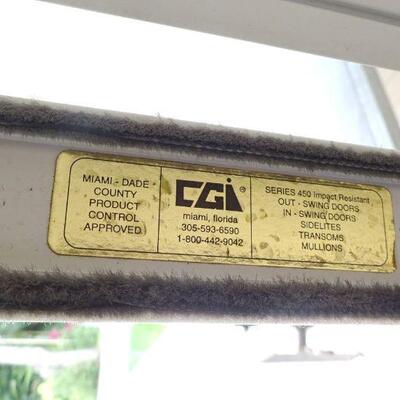 MIAMI - DADE
COUNTY
PRODUCT
CONTROL
APPROVED
CGI ®
miami, florida
305-593-6590
1-800-442-9042
SERIES 450 Impact Resistant
OUT - SWING DOORS
IN - SWING DOORS
SIDELITES
TRANSOMS
MULLIONS